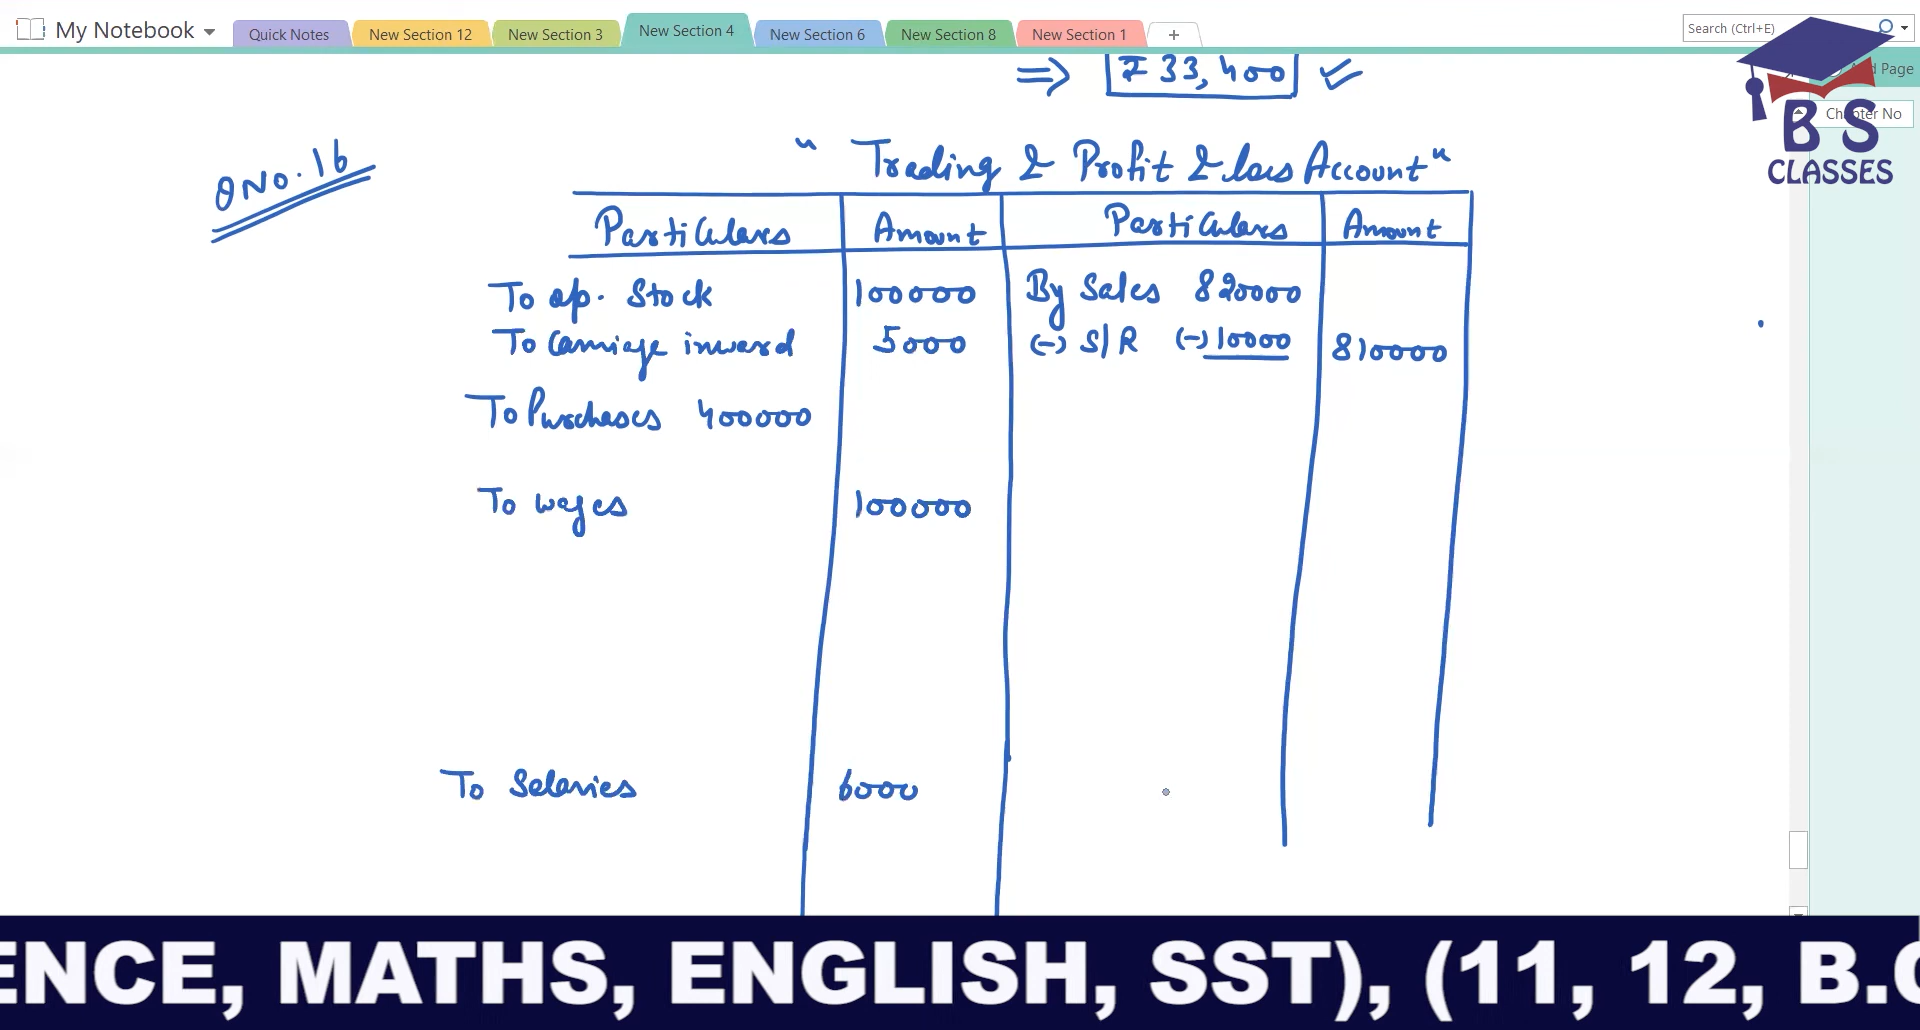 My Notebook
Quick Notes
New Section 12
New Section 3
New Section 4
New Section 6
New Section 8
New Section 1
+
Search (Ctrl+E)
Page
Chapter No
BS
CLASSES
=> ₹33,400 ✓
Q No. 16
" Trading & Profit & loss Account "
Particulars Amount Particulars Amount
To op. Stock 100000 By Sales 820000
To Carriage inward 5000 (-) S/R (-) 10000 810000
To Purchases 400000
To wages 100000
To Salaries 6000
ENCE, MATHS, ENGLISH, SST), (11, 12, B.C